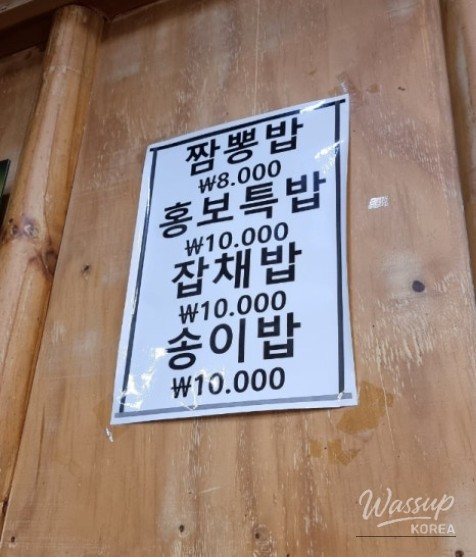 짬뽕밥
₩8.000
홍보특밥
₩10.000
잡채밥
₩10.000
송이밥
₩10.000
Wassup
KOREA